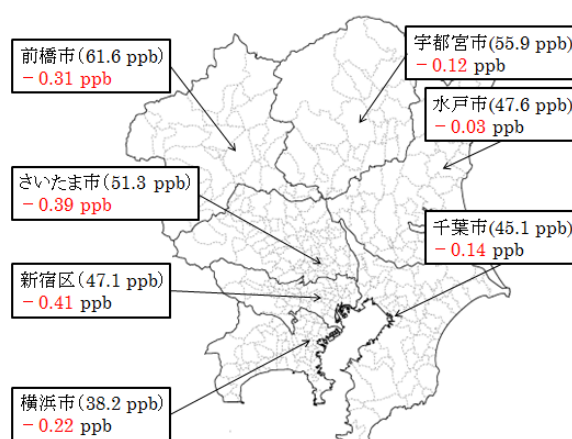 前橋市(61.6 ppb)
－0.31 ppb
宇都宮市(55.9 ppb)
－0.12 ppb
水戸市(47.6 ppb)
－0.03 ppb
さいたま市(51.3 ppb)
－0.39 ppb
千葉市(45.1 ppb)
－0.14 ppb
新宿区(47.1 ppb)
－0.41 ppb
横浜市(38.2 ppb)
－0.22 ppb